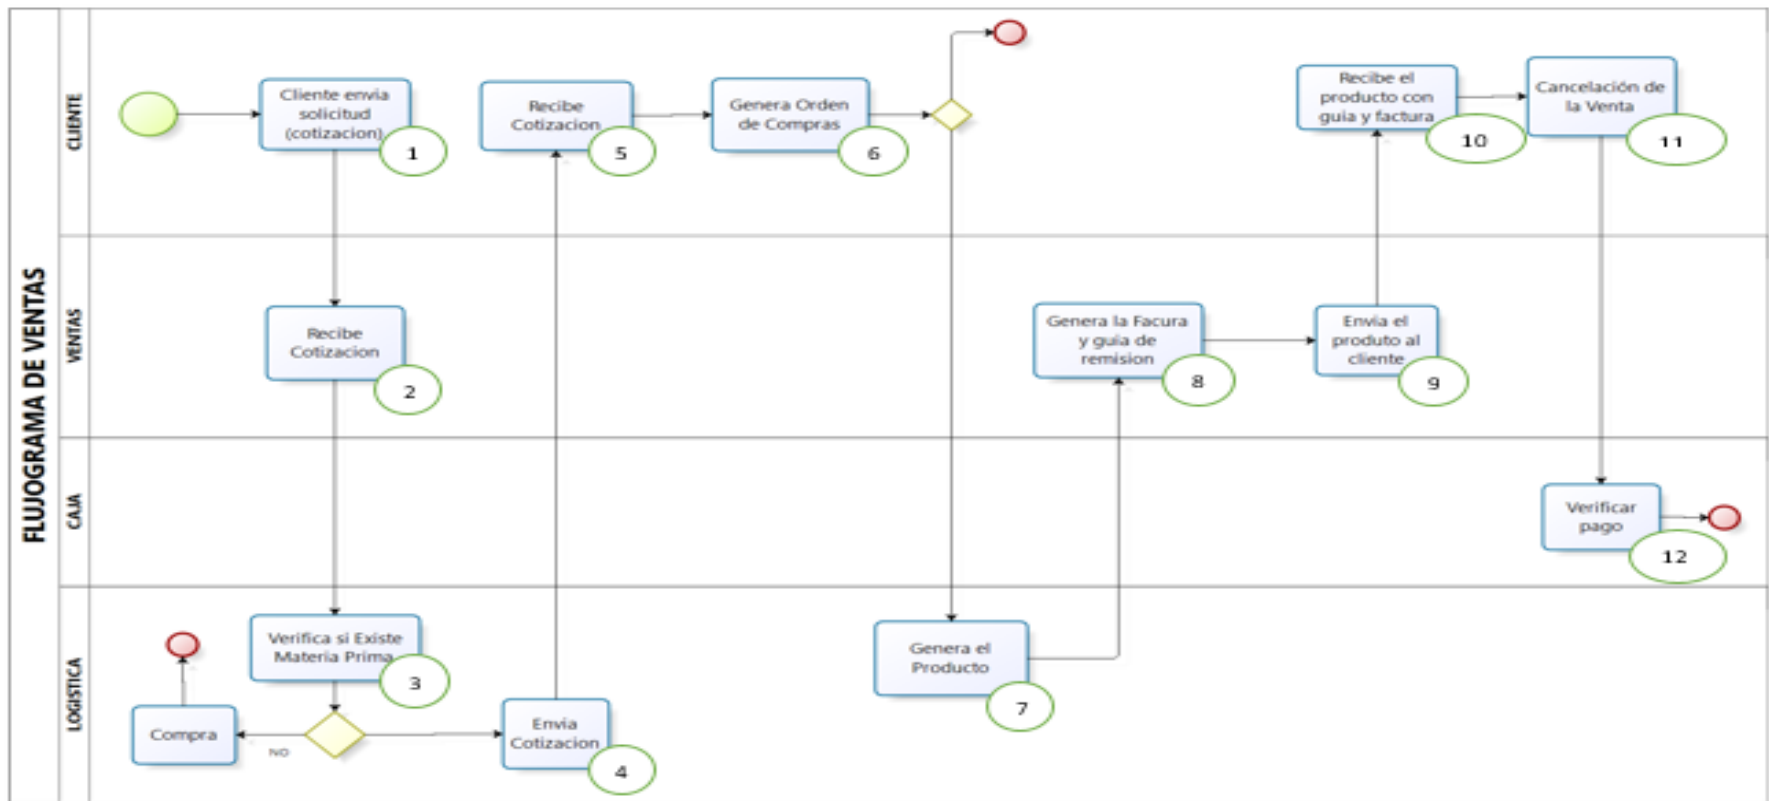 FLUJOGRAMA DE VENTAS
CLIENTE
Cliente envia
solicitud
(cotizacion)
1
Recibe
Cotizacion
5
Genera Orden
de Compras
6
Recibe el
producto con
guia y factura
10
Cancelación de
la Venta
11
VENTAS
Recibe
Cotizacion
2
Genera la Facura
y guia de
remision
8
Envia el
produto al
cliente
9
CAJA
Verificar
pago
12
LOGISTICA
Verifica si Existe
Materia Prima
3
Compra
NO
Envia
Cotizacion
4
Genera el
Producto
7